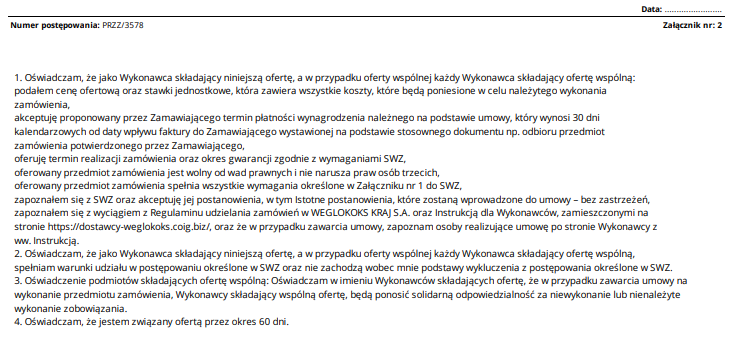 Data: ........................
Numer postępowania: PRZZ/3578 Załącznik nr: 2
1. Oświadczam, że jako Wykonawca składający niniejszą ofertę, a w przypadku oferty wspólnej każdy Wykonawca składający ofertę wspólną:
podałem cenę ofertową oraz stawki jednostkowe, która zawiera wszystkie koszty, które będą poniesione w celu należytego wykonania
zamówienia,
akceptuję proponowany przez Zamawiającego termin płatności wynagrodzenia należnego na podstawie umowy, który wynosi 30 dni
kalendarzowych od daty wpływu faktury do Zamawiającego wystawionej na podstawie stosownego dokumentu np. odbioru przedmiot
zamówienia potwierdzonego przez Zamawiającego,
oferuję termin realizacji zamówienia oraz okres gwarancji zgodnie z wymaganiami SWZ,
oferowany przedmiot zamówienia jest wolny od wad prawnych i nie narusza praw osób trzecich,
oferowany przedmiot zamówienia spełnia wszystkie wymagania określone w Załączniku nr 1 do SWZ,
zapoznałem się z SWZ oraz akceptuję jej postanowienia, w tym Istotne postanowienia, które zostaną wprowadzone do umowy – bez zastrzeżeń,
zapoznałem się z wyciągiem z Regulaminu udzielania zamówień w WEGLOKOKS KRAJ S.A. oraz Instrukcją dla Wykonawców, zamieszczonymi na
stronie https://dostawcy-weglokoks.coig.biz/, oraz że w przypadku zawarcia umowy, zapoznam osoby realizujące umowę po stronie Wykonawcy z
ww. Instrukcją.
2. Oświadczam, że jako Wykonawca składający niniejszą ofertę, a w przypadku oferty wspólnej każdy Wykonawca składający ofertę wspólną,
spełniam warunki udziału w postępowaniu określone w SWZ oraz nie zachodzą wobec mnie podstawy wykluczenia z postępowania określone w SWZ.
3. Oświadczenie podmiotów składających ofertę wspólną: Oświadczam w imieniu Wykonawców składających ofertę, że w przypadku zawarcia umowy na
wykonanie przedmiotu zamówienia, Wykonawcy składający wspólną ofertę, będą ponosić solidarną odpowiedzialność za niewykonanie lub nienależyte
wykonanie zobowiązania.
4. Oświadczam, że jestem związany ofertą przez okres 60 dni.